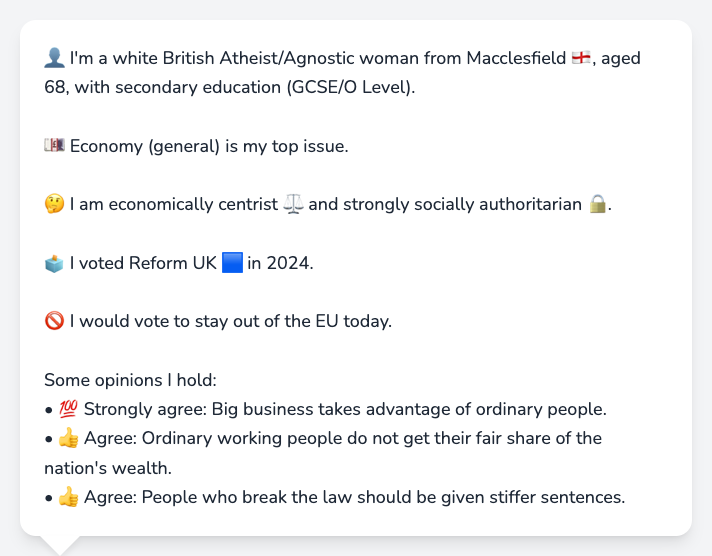 👤 I'm a white British Atheist/Agnostic woman from Macclesfield 🏴󠁧󠁢󠁥󠁮󠁧󠁿, aged
68, with secondary education (GCSE/O Level).
💷 Economy (general) is my top issue.
🤔 I am economically centrist ⚖️ and strongly socially authoritarian 🔒.
🗳️ I voted Reform UK 🟦 in 2024.
🚫 I would vote to stay out of the EU today.
Some opinions I hold:
• 💯 Strongly agree: Big business takes advantage of ordinary people.
• 👍 Agree: Ordinary working people do not get their fair share of the
nation's wealth.
• 👍 Agree: People who break the law should be given stiffer sentences.